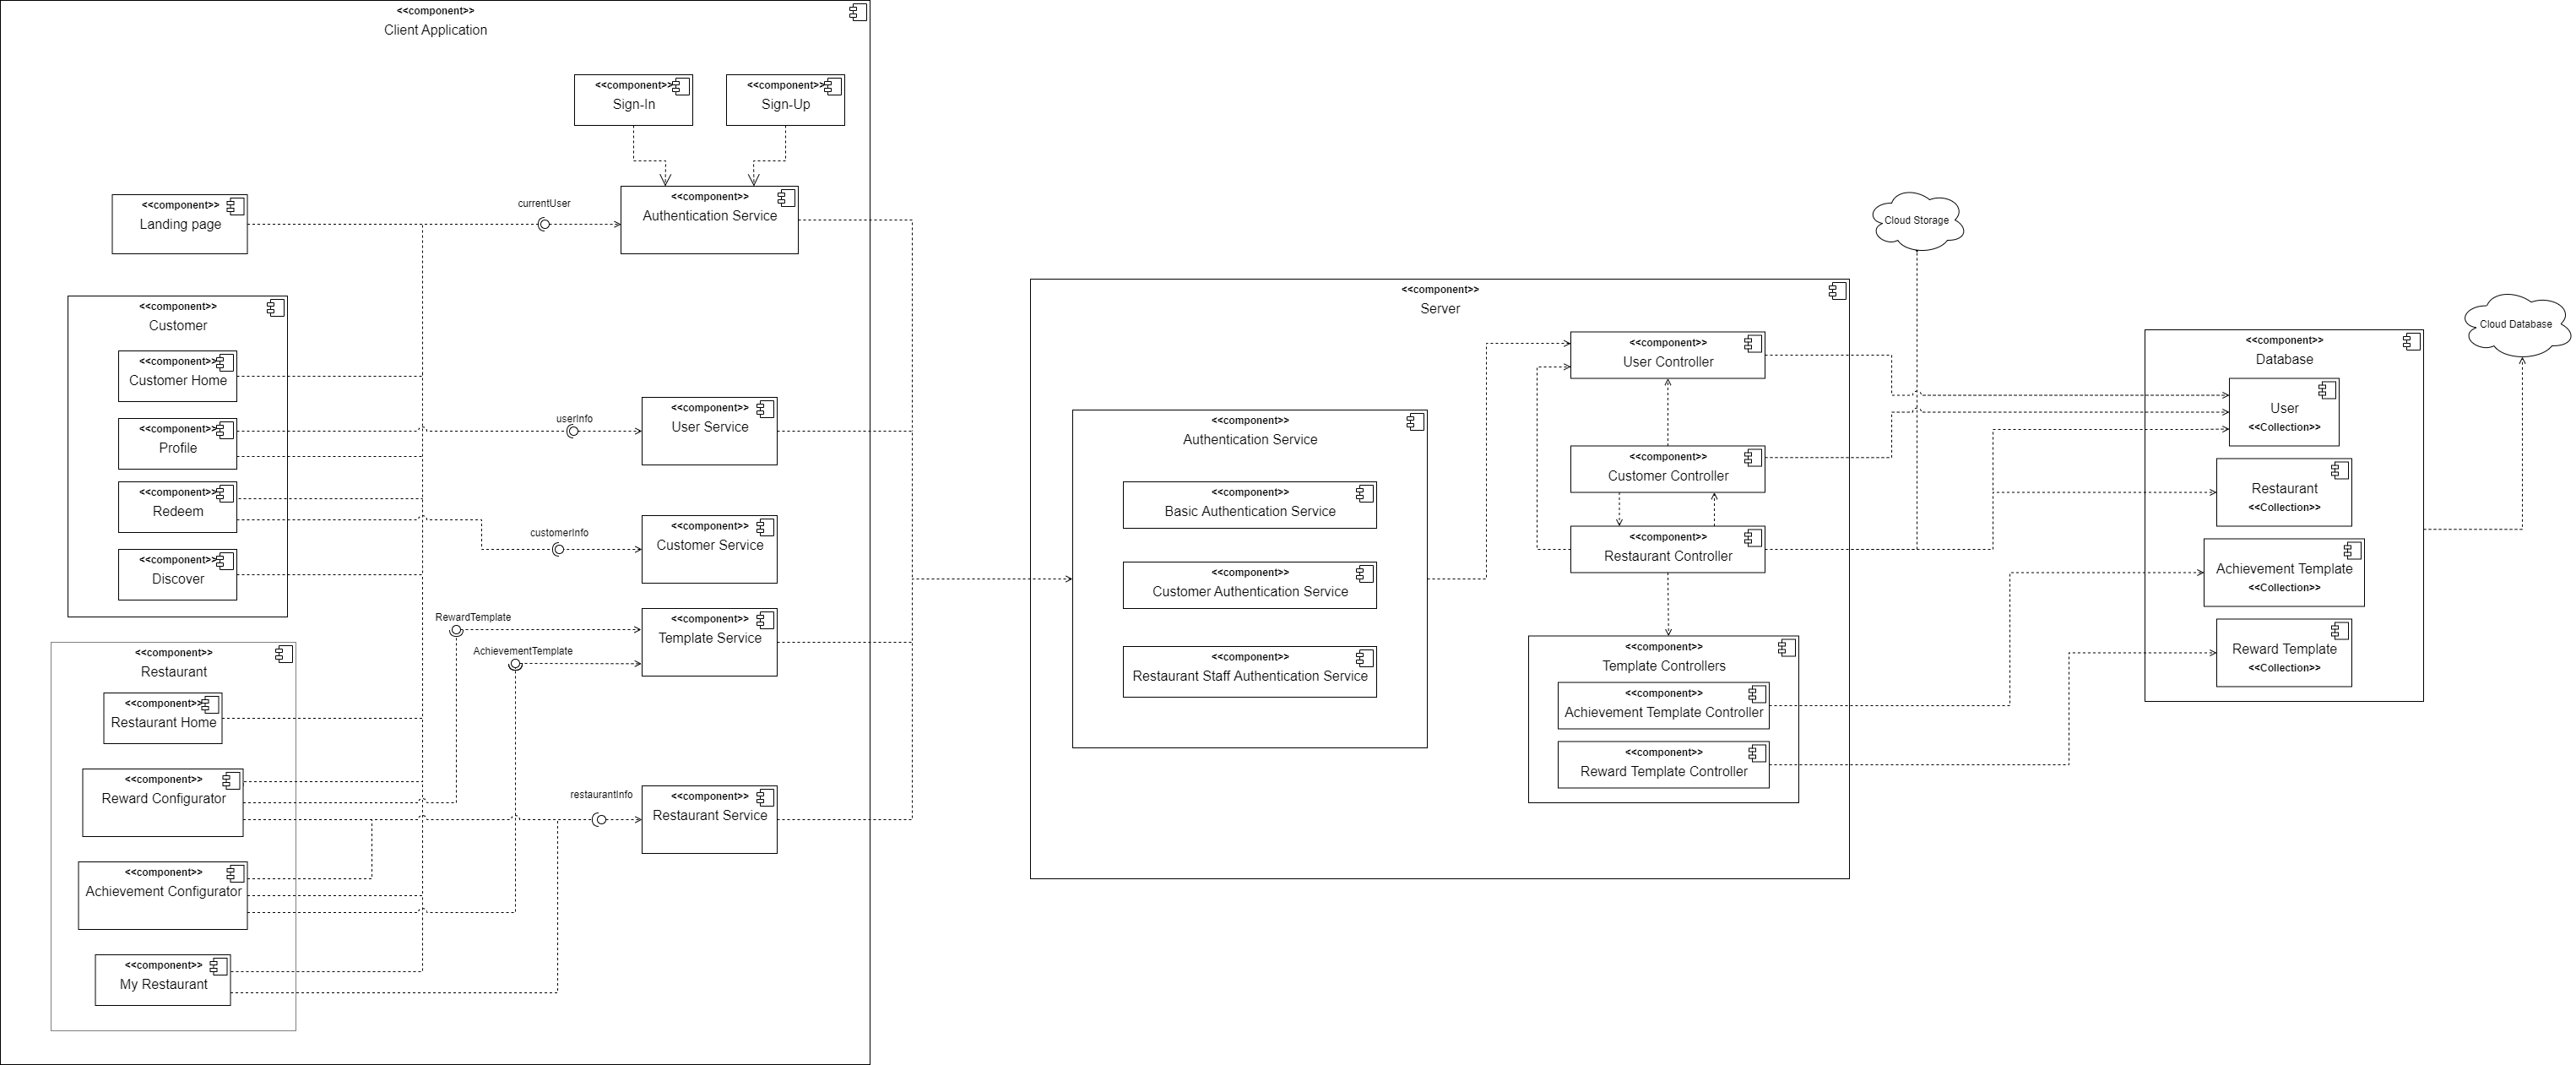 <<component>>
Client Application
<<component>>
Sign-In
<<component>>
Sign-Up
<<component>>
Landing page
currentUser
<<component>>
Authentication Service
<<component>>
Customer
<<component>>
Customer Home
<<component>>
Profile
<<component>>
Redeem
<<component>>
Discover
userInfo
<<component>>
User Service
customerInfo
<<component>>
Customer Service
RewardTemplate
AchievementTemplate
<<component>>
Template Service
<<component>>
Restaurant
<<component>>
Restaurant Home
<<component>>
Reward Configurator
<<component>>
Achievement Configurator
<<component>>
My Restaurant
restaurantInfo
<<component>>
Restaurant Service
<<component>>
Server
<<component>>
Authentication Service
<<component>>
Basic Authentication Service
<<component>>
Customer Authentication Service
<<component>>
Restaurant Staff Authentication Service
<<component>>
User Controller
<<component>>
Customer Controller
<<component>>
Restaurant Controller
<<component>>
Template Controllers
<<component>>
Achievement Template Controller
<<component>>
Reward Template Controller
Cloud Storage
<<component>>
Database
User
<<Collection>>
Restaurant
<<Collection>>
Achievement Template
<<Collection>>
Reward Template
<<Collection>>
Cloud Database